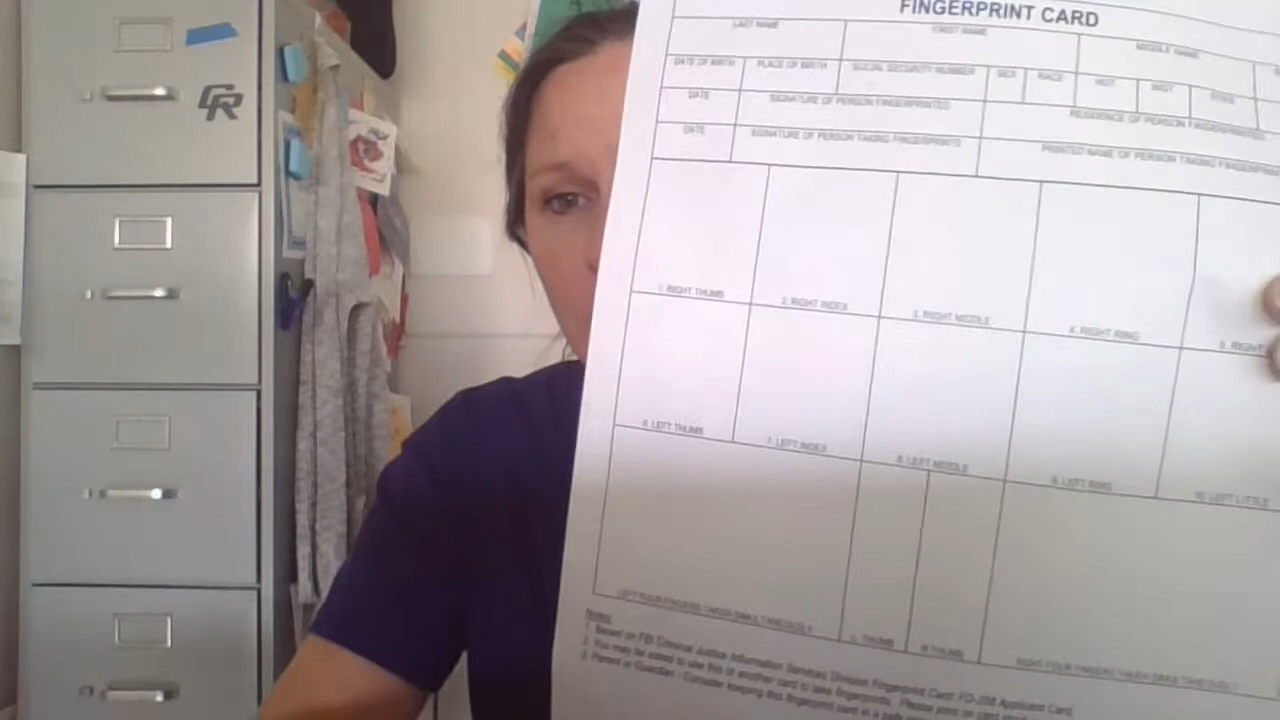 FINGERPRINT CARD
LAST NAME FIRST NAME MIDDLE NAME
DATE OF BIRTH PLACE OF BIRTH SOCIAL SECURITY NUMBER SEX RACE HGT WGT EYES
DATE SIGNATURE OF PERSON FINGERPRINTED RESIDENCE OF PERSON FINGERPRINTED
DATE SIGNATURE OF PERSON TAKING FINGERPRINTS PRINTED NAME OF PERSON TAKING FINGERPRI
1. RIGHT THUMB 2. RIGHT INDEX 3. RIGHT MIDDLE 4. RIGHT RING 5. RIGHT
6. LEFT THUMB 7. LEFT INDEX 8. LEFT MIDDLE 9. LEFT RING 10. LEFT LITTLE
LEFT FOUR FINGERS TAKEN SIMULTANEOUSLY L. THUMB R THUMB RIGHT FOUR FINGERS TAKEN SIMULTANEOUSLY
Notes:
1. Based on FBI Criminal Justice Information Services Division Fingerprint Card: FD-258 Applicant Card
2. You may be asked to use this or another card to take fingerprints. Please print on card stock
3. Parent or Guardian - Consider keeping this fingerprint card in a safe
CR